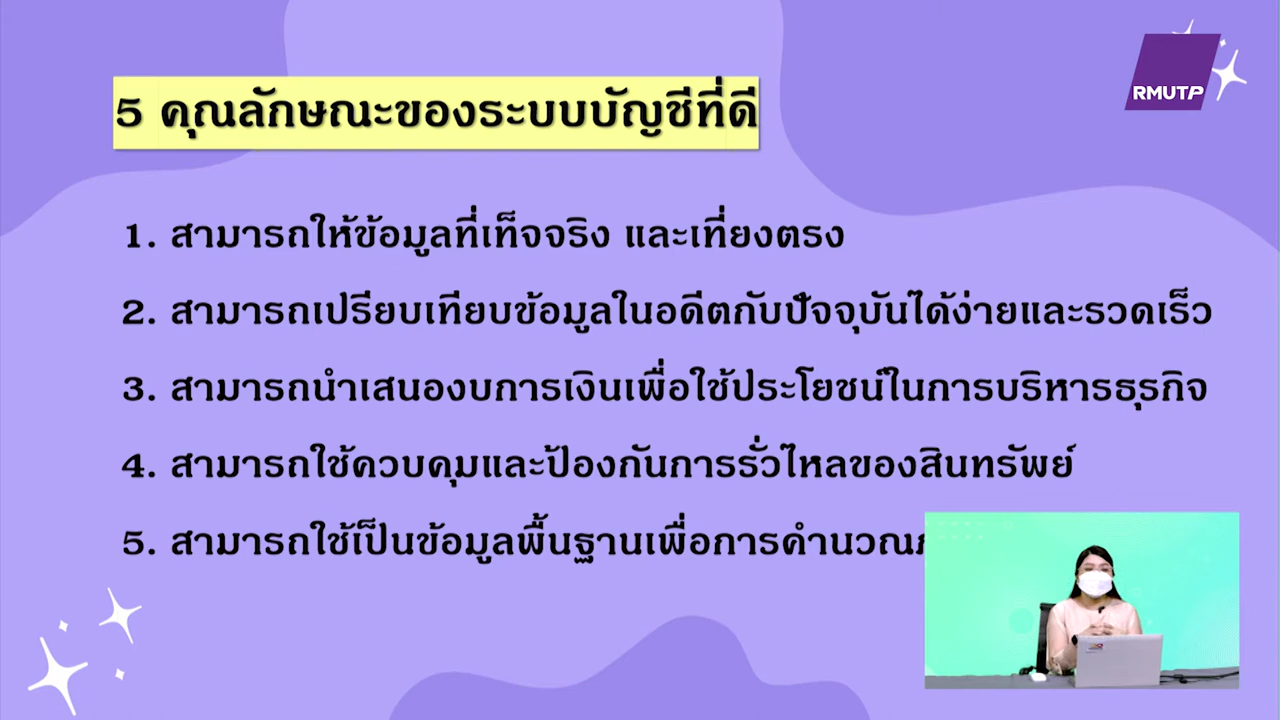 RMUTP
5 คุณลักษณะของระบบบัญชีที่ดี
1. สามารถให้ข้อมูลที่เท็จจริง และเที่ยงตรง
2. สามารถเปรียบเทียบข้อมูลในอดีตกับปัจจุบันได้ง่ายและรวดเร็ว
3. สามารถนำเสนองบการเงินเพื่อใช้ประโยชน์ในการบริหารธุรกิจ
4. สามารถใช้ควบคุมและป้องกันการรั่วไหลของสินทรัพย์
5. สามารถใช้เป็นข้อมูลพื้นฐานเพื่อการคำนวณ